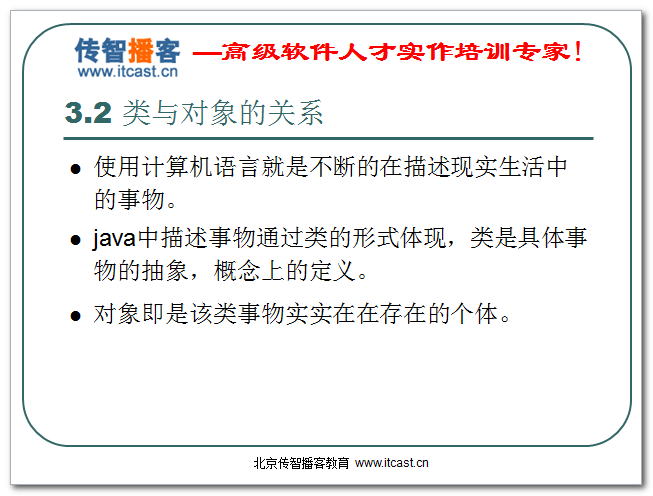 传智播客 —高级软件人才实作培训专家!
www.itcast.cn
3.2 类与对象的关系
● 使用计算机语言就是不断的在描述现实生活中
的事物。
● java中描述事物通过类的形式体现，类是具体事
物的抽象，概念上的定义。
● 对象即是该类事物实实在在存在的个体。
北京传智播客教育 www.itcast.cn